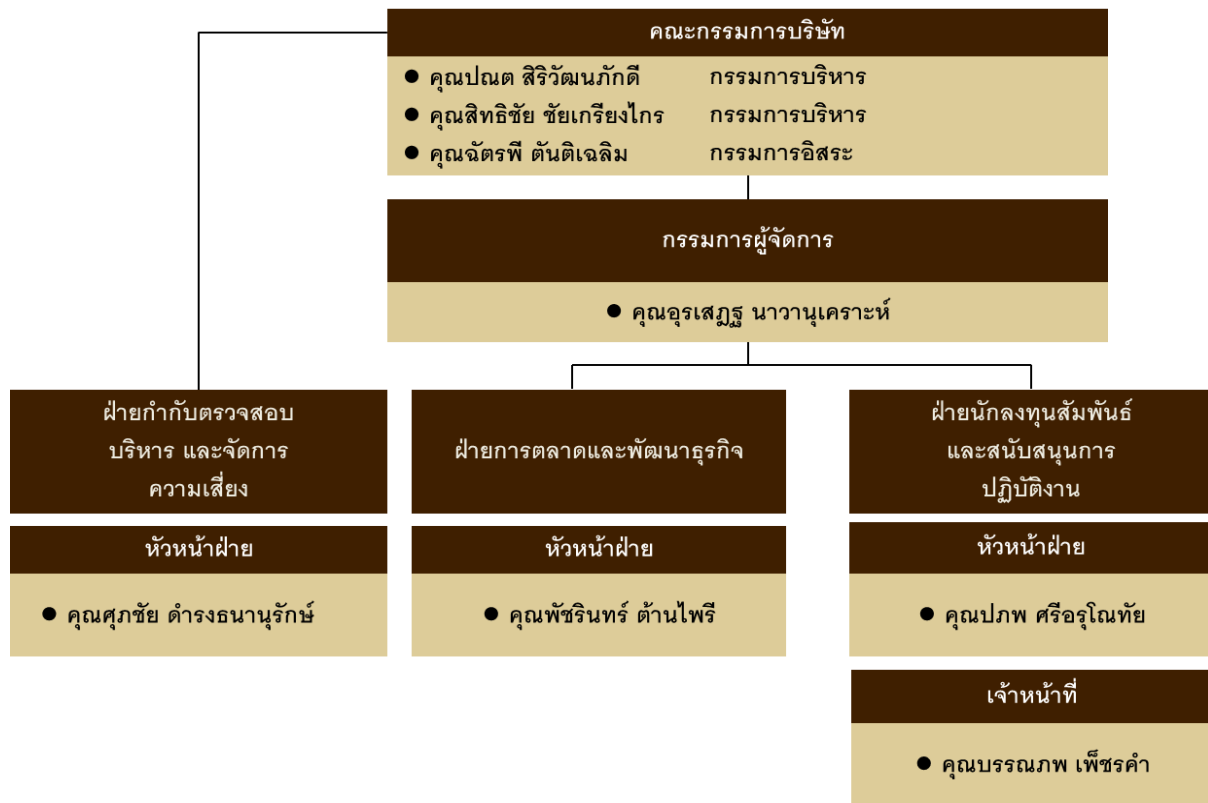 คณะกรรมการบริษัท
● คุณปณต สิริวัฒนภักดี กรรมการบริหาร
● คุณสิทธิชัย ชัยเกรียงไกร กรรมการบริหาร
● คุณฉัตรพี ตันติเฉลิม กรรมการอิสระ
กรรมการผู้จัดการ
● คุณอุรเสฎฐ นาวานุเคราะห์
ฝ่ายกำกับตรวจสอบ
บริหาร และจัดการ
ความเสี่ยง
หัวหน้าฝ่าย
● คุณศุภชัย ดำรงธนานุรักษ์
ฝ่ายการตลาดและพัฒนาธุรกิจ
หัวหน้าฝ่าย
● คุณพัชรินทร์ ต้านไพรี
ฝ่ายนักลงทุนสัมพันธ์
และสนับสนุนการ
ปฏิบัติงาน
หัวหน้าฝ่าย
● คุณปภพ ศรีอรุโณทัย
เจ้าหน้าที่
● คุณบรรณภพ เพ็ชรคำ